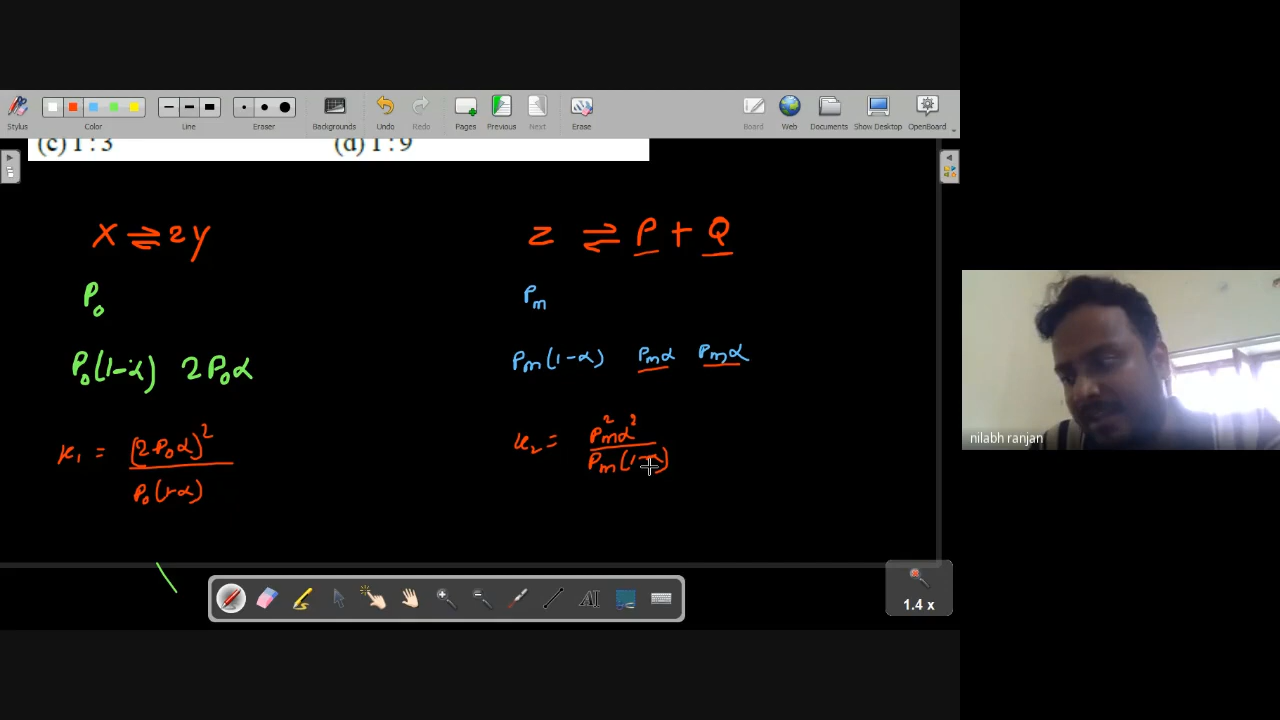 Stylus Color Line Eraser Backgrounds Undo Redo Pages Previous Next Erase Board Web Documents Show Desktop OpenBoard
(c) 1 : 3 (d) 1 : 9
X ⇌ 2y z ⇌ P + Q
P₀ Pm
P₀(1-α) 2P₀α Pm(1-α) Pmα Pmα
K₁ = (2P₀α)² / P₀(1-α) K₂ = Pm²α² / Pm(1-α)
nilabh ranjan
AI
1.4 x